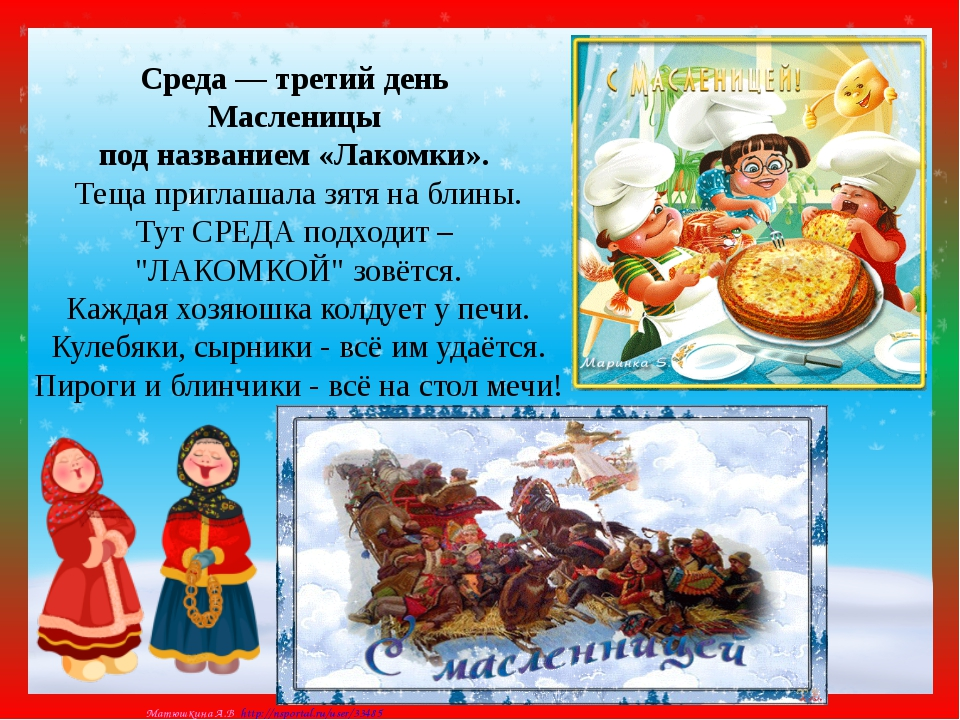 Среда — третий день
Масленицы
под названием «Лакомки».
Теща приглашала зятя на блины.
Тут СРЕДА подходит –
"ЛАКОМКОЙ" зовётся.
Каждая хозяюшка колдует у печи.
Кулебяки, сырники - всё им удаётся.
Пироги и блинчики - всё на стол мечи!
С МАСЛЕНИЦЕЙ!
Маринка S.
С масленницей
Матюшкина А.В. http://nsportal.ru/user/33485